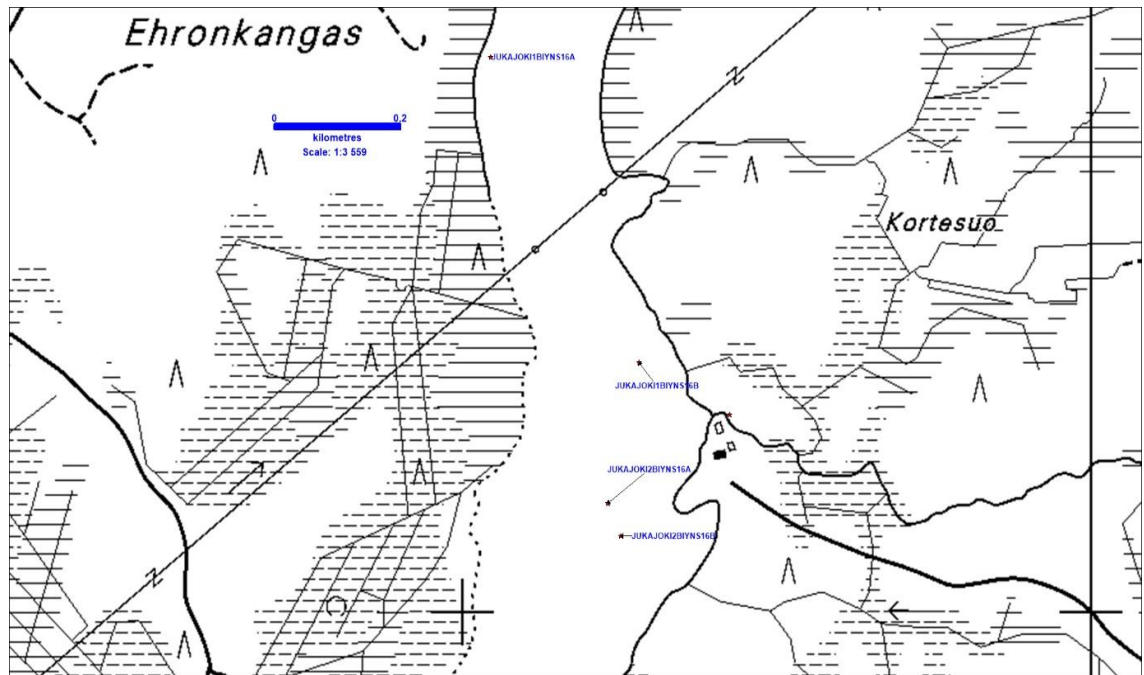 Ehronkangas
JUKAJOKI1BIYNS16A
0 0,2
kilometres
Scale: 1:3 559
Kortesuo
JUKAJOKI1BIYNS16B
JUKAJOKI2BIYNS16A
JUKAJOKI2BIYNS16B